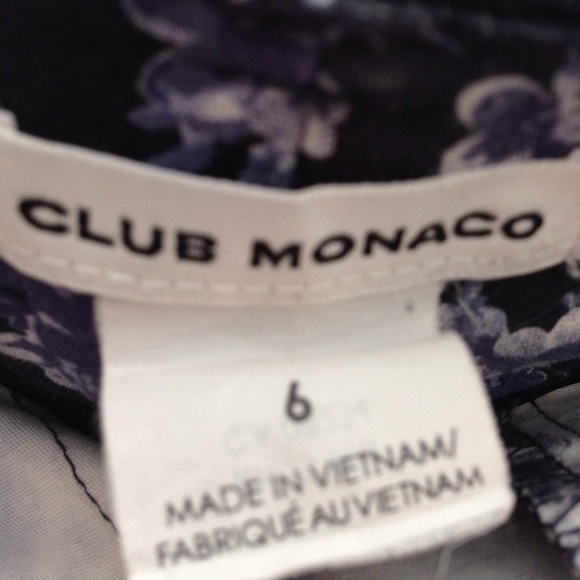 CLUB MONACO
6
MADE IN VIETNAM/
FABRIQUÉ AU VIETNAM